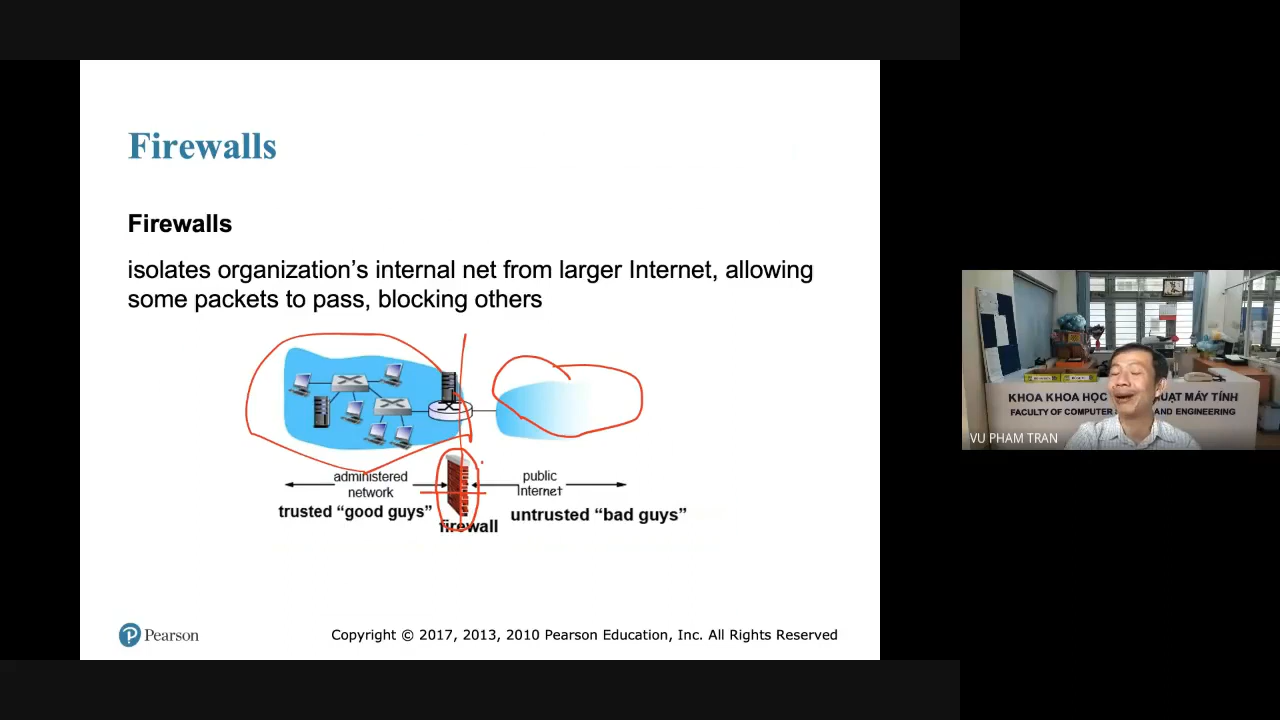 Firewalls
Firewalls
isolates organization’s internal net from larger Internet, allowing
some packets to pass, blocking others
administered
network
trusted “good guys”
firewall
public
Internet
untrusted “bad guys”
Pearson
Copyright © 2017, 2013, 2010 Pearson Education, Inc. All Rights Reserved
KHOA KHOA HỌC UẬT MÁY TÍNH
FACULTY OF COMPUTER AND ENGINEERING
VU PHAM TRAN